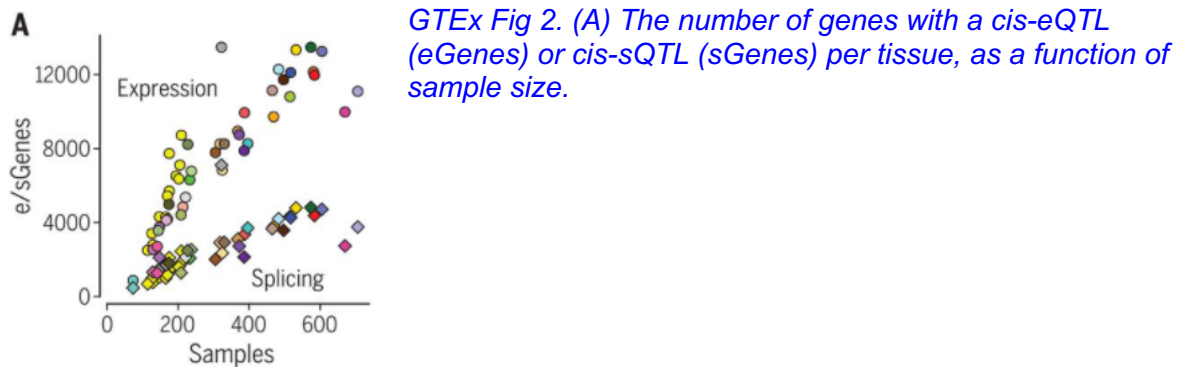 A
GTEx Fig 2. (A) The number of genes with a cis-eQTL
(eGenes) or cis-sQTL (sGenes) per tissue, as a function of
sample size.
12000
Expression
8000
e/sGenes
4000
Splicing
0
0 200 400 600
Samples